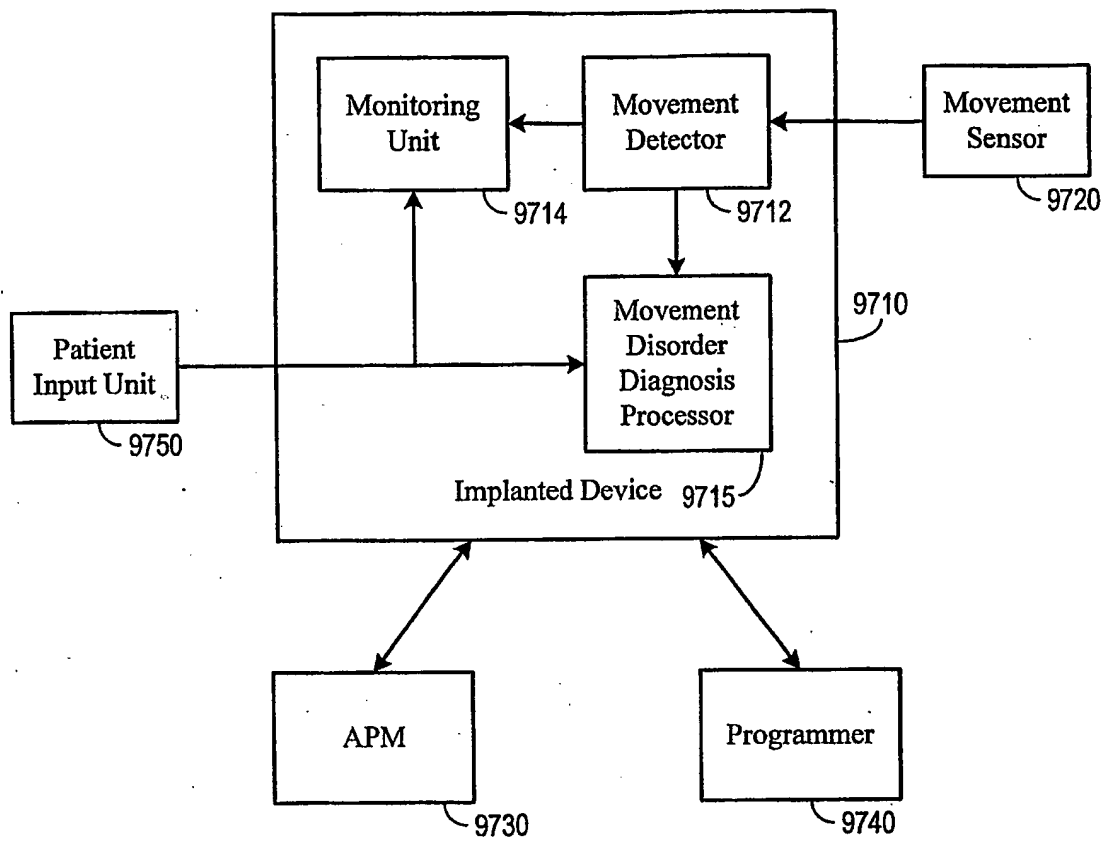 Monitoring
Unit
9714
Movement
Detector
9712
Movement
Sensor
9720
Patient
Input Unit
9750
Movement
Disorder
Diagnosis
Processor
9715
9710
Implanted Device
APM
9730
Programmer
9740